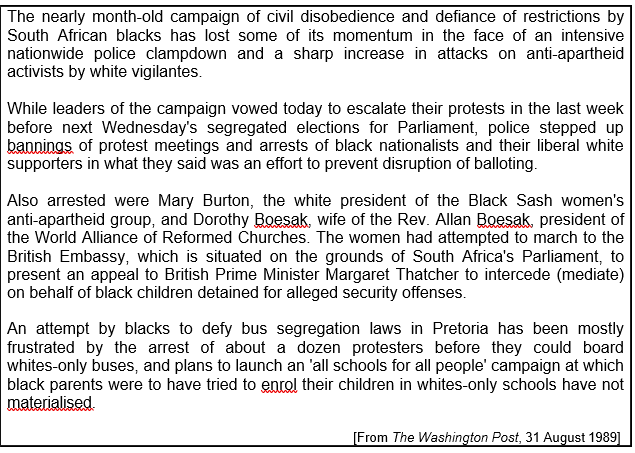 The nearly month-old campaign of civil disobedience and defiance of restrictions by
South African blacks has lost some of its momentum in the face of an intensive
nationwide police clampdown and a sharp increase in attacks on anti-apartheid
activists by white vigilantes.
While leaders of the campaign vowed today to escalate their protests in the last week
before next Wednesday's segregated elections for Parliament, police stepped up
bannings of protest meetings and arrests of black nationalists and their liberal white
supporters in what they said was an effort to prevent disruption of balloting.
Also arrested were Mary Burton, the white president of the Black Sash women's
anti-apartheid group, and Dorothy Boesak, wife of the Rev. Allan Boesak, president of
the World Alliance of Reformed Churches. The women had attempted to march to the
British Embassy, which is situated on the grounds of South Africa's Parliament, to
present an appeal to British Prime Minister Margaret Thatcher to intercede (mediate)
on behalf of black children detained for alleged security offenses.
An attempt by blacks to defy bus segregation laws in Pretoria has been mostly
frustrated by the arrest of about a dozen protesters before they could board
whites-only buses, and plans to launch an 'all schools for all people' campaign at which
black parents were to have tried to enrol their children in whites-only schools have not
materialised.
[From The Washington Post, 31 August 1989]